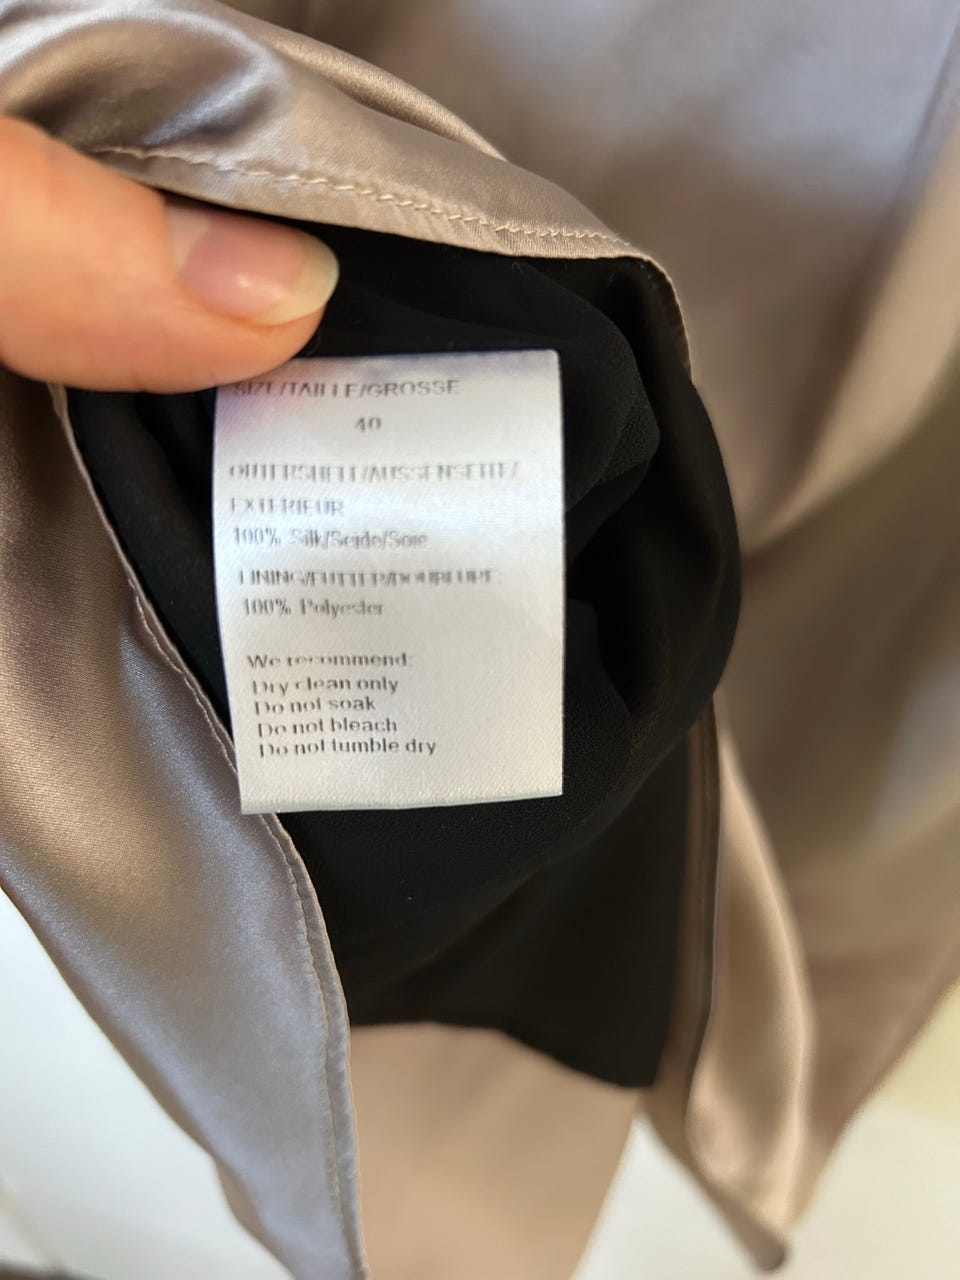 SIZE/TAILLE/GROSSE
40
OUTERSHELL/AUSSENSEITE/
EXTERIEUR
100% Silk/Seide/Soie
LINING/FUTTER/DOUBLURE:
100% Polyester
We recommend:
Dry clean only
Do not soak
Do not bleach
Do not tumble dry